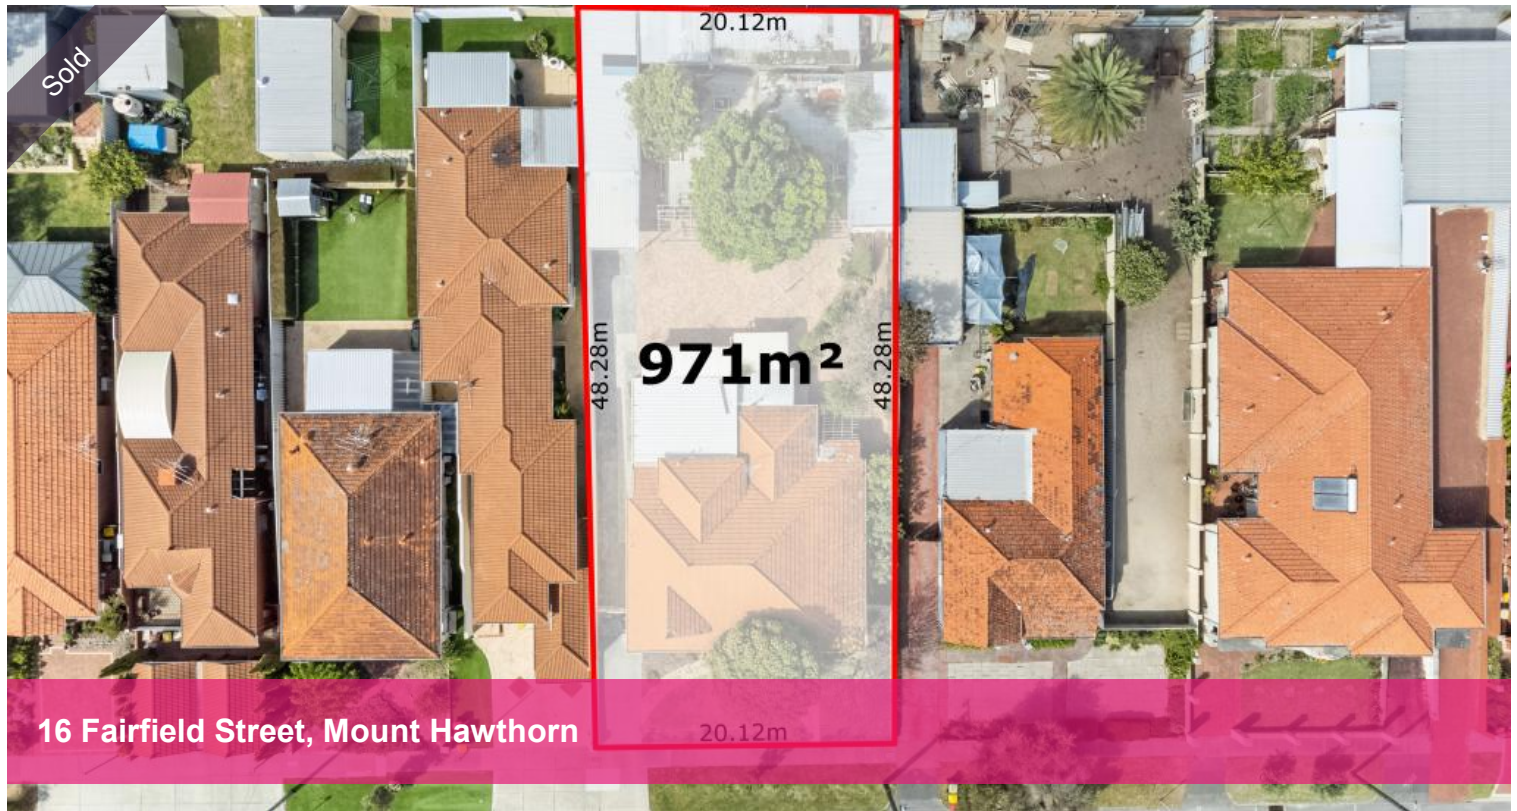 Sold
20.12m
48.28m
971m²
48.28m
16 Fairfield Street, Mount Hawthorn
20.12m